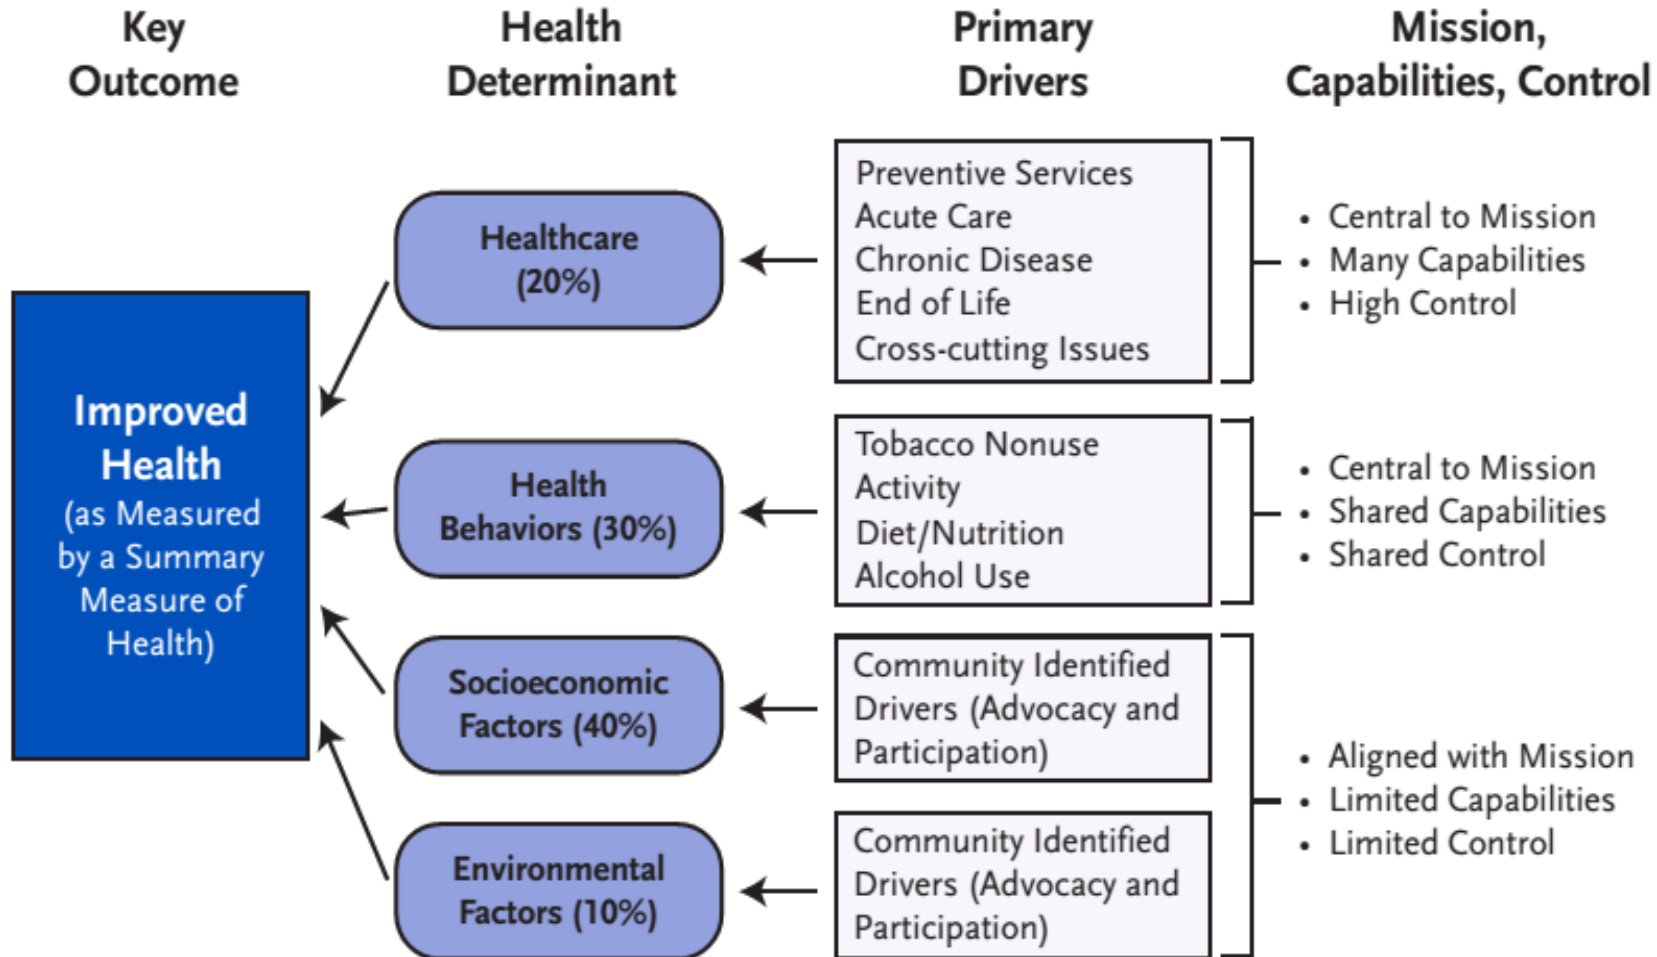 Key
Outcome
Health
Determinant
Primary
Drivers
Mission,
Capabilities, Control
Improved
Health
(as Measured
by a Summary
Measure of
Health)
Healthcare
(20%)
Preventive Services
Acute Care
Chronic Disease
End of Life
Cross-cutting Issues
• Central to Mission
• Many Capabilities
• High Control
Health
Behaviors (30%)
Tobacco Nonuse
Activity
Diet/Nutrition
Alcohol Use
• Central to Mission
• Shared Capabilities
• Shared Control
Socioeconomic
Factors (40%)
Community Identified
Drivers (Advocacy and
Participation)
Environmental
Factors (10%)
Community Identified
Drivers (Advocacy and
Participation)
• Aligned with Mission
• Limited Capabilities
• Limited Control